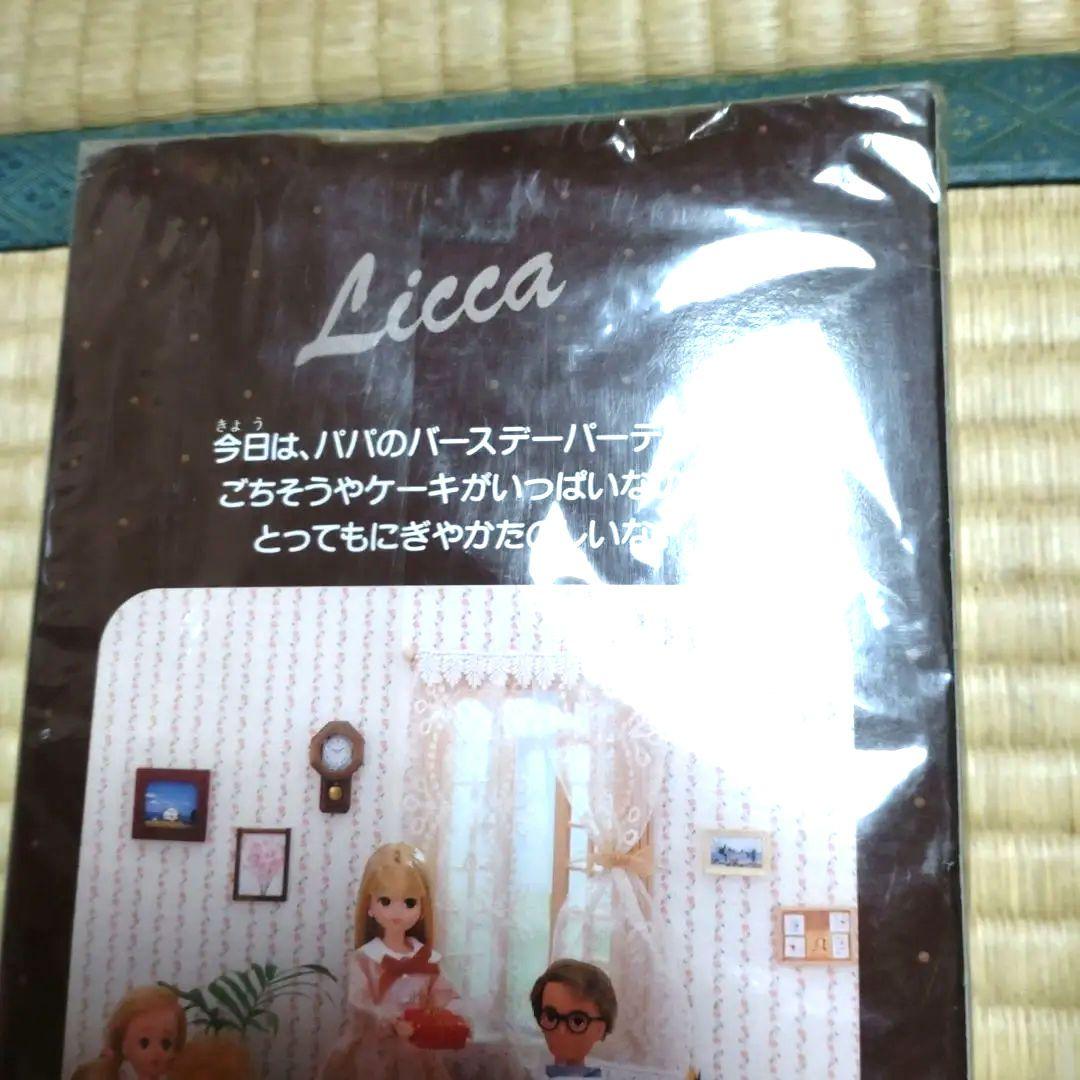 Licca
きょう
今日は、パパのバースデーパーテ
ごちそうやケーキがいっぱいな
とってもにぎやかたの しいな